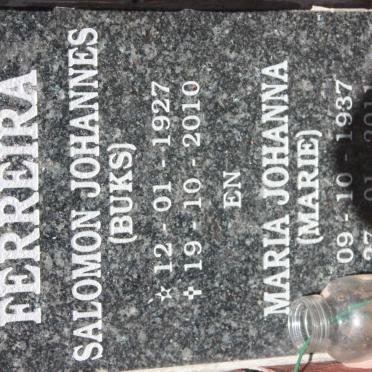 FERREIRA
SALOMON JOHANNES
(BUKS)
✡ 12 - 01 - 1927
✝ 19 - 10 - 2010
EN
MARIA JOHANNA
(MARIE)
09 - 10 - 1937